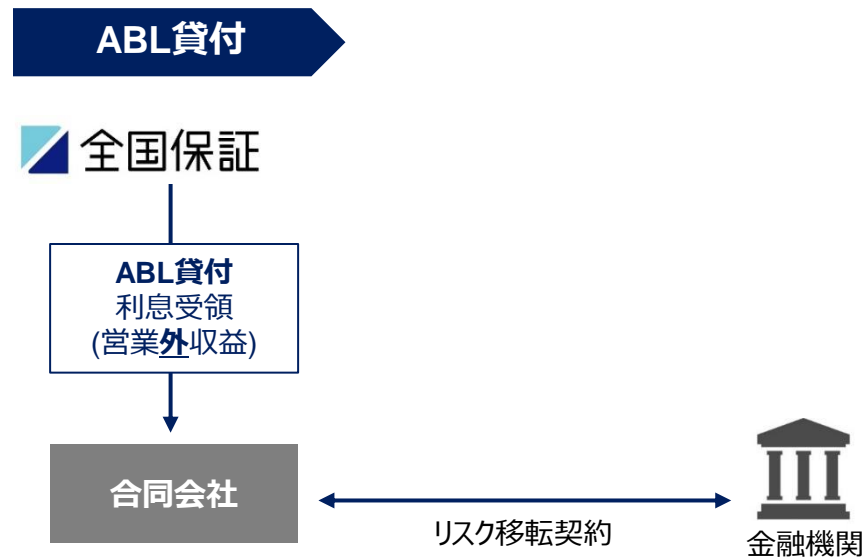 ABL貸付
全国保証
ABL貸付
利息受領
(営業外収益)
合同会社
リスク移転契約
金融機関